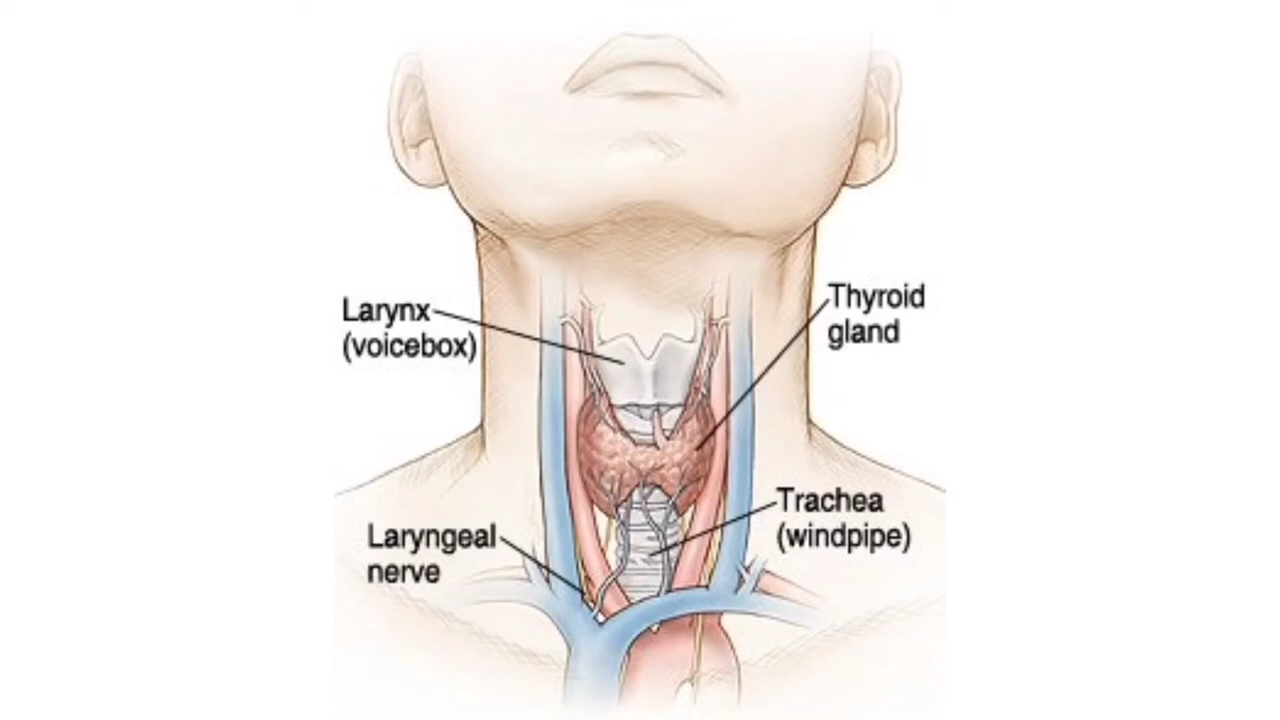 Larynx
(voicebox)
Thyroid
gland
Trachea
(windpipe)
Laryngeal
nerve